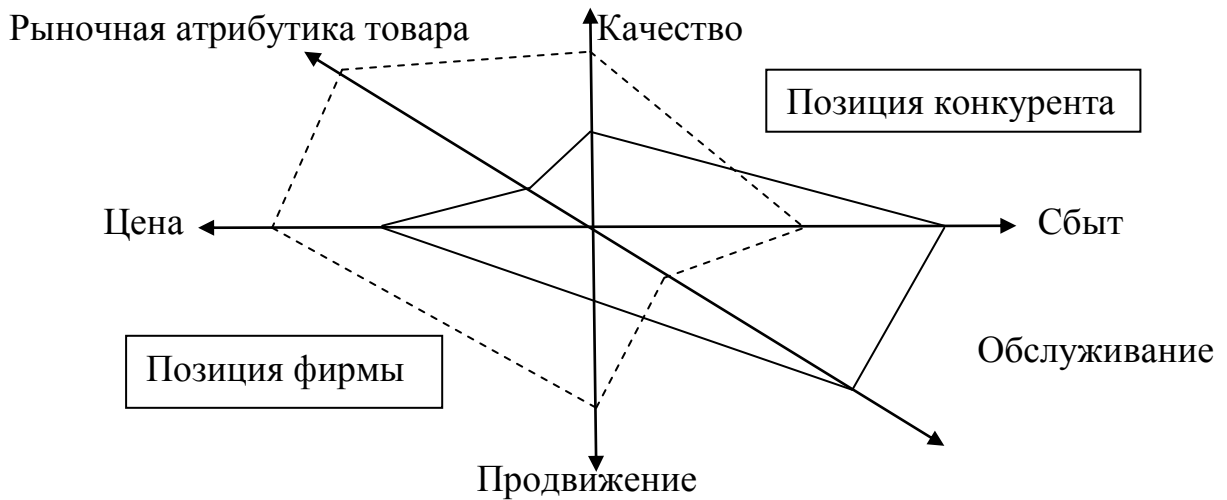 Рыночная атрибутика товара
Качество
Позиция конкурента
Цена
Сбыт
Позиция фирмы
Обслуживание
Продвижение